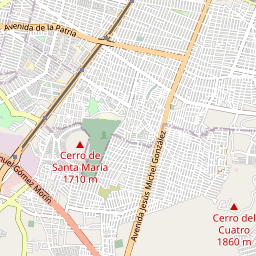 Avenida de la Patria
Avenida Jesús Michel González
Cerro de
Santa María
1710 m
Gómez Morín
Cerro del
Cuatro
1860 m